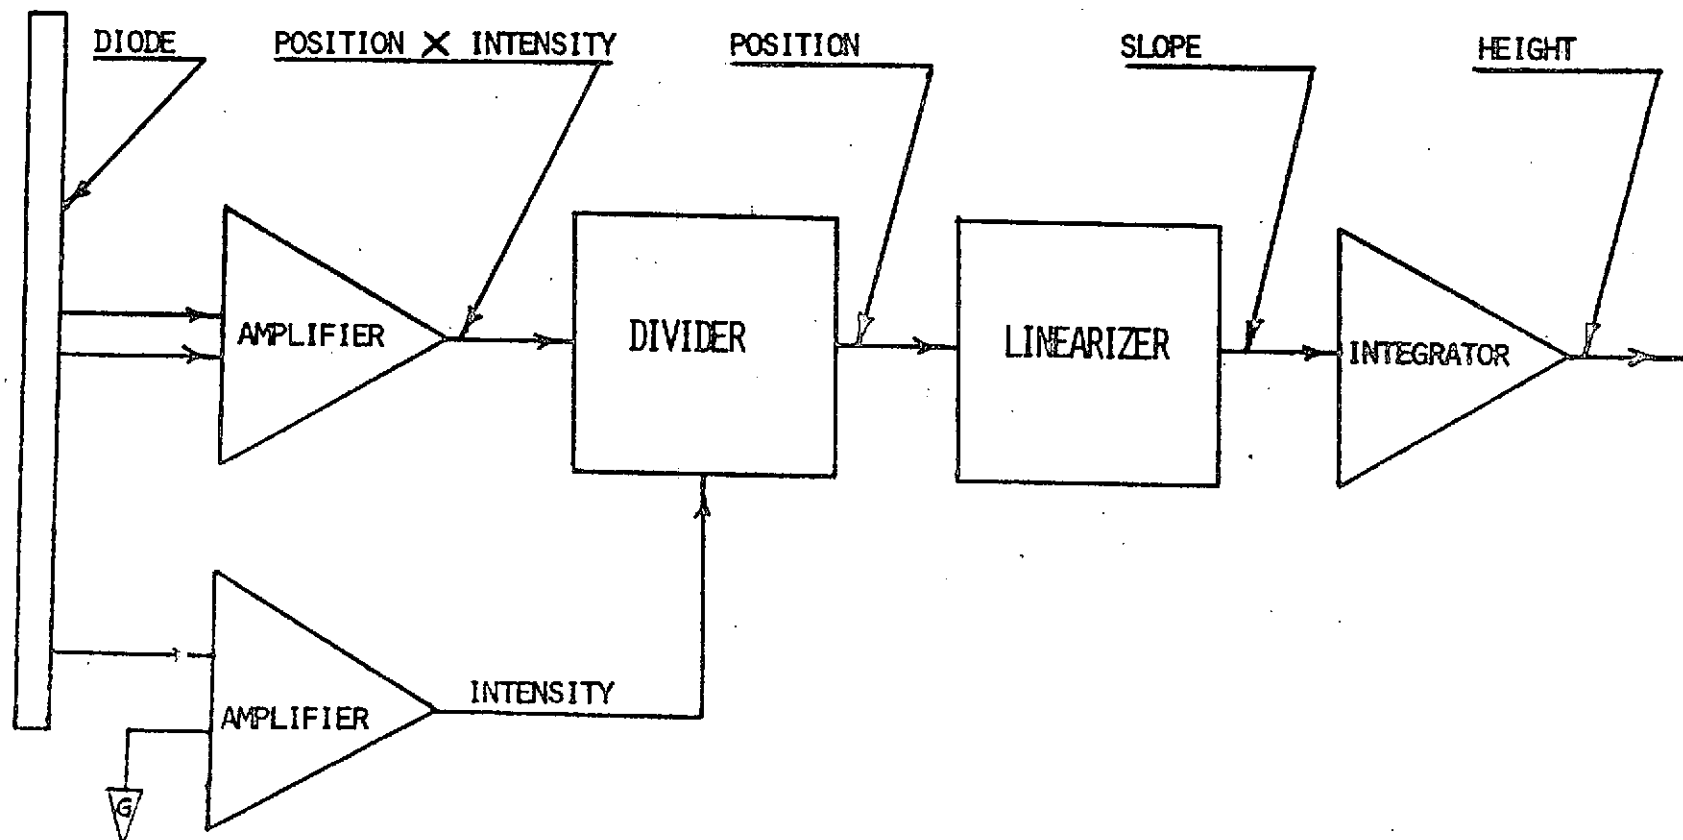 DIODE
POSITION X INTENSITY
POSITION
SLOPE
HEIGHT
AMPLIFIER
DIVIDER
LINEARIZER
INTEGRATOR
INTENSITY
AMPLIFIER
G